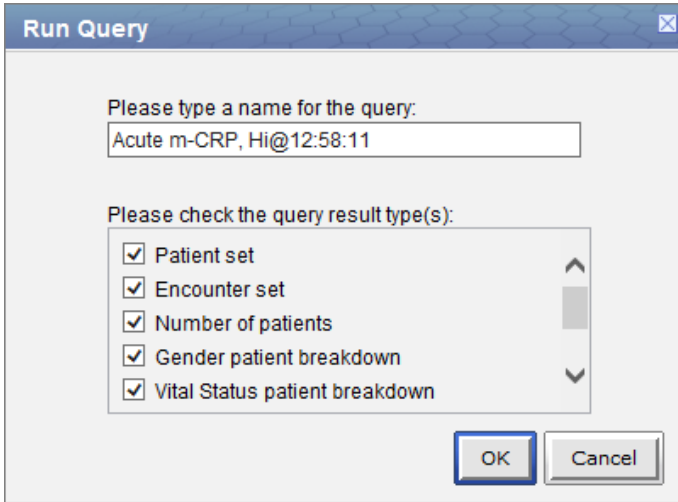 Run Query
Please type a name for the query:
Acute m-CRP, Hi@12:58:11
Please check the query result type(s):
Patient set
Encounter set
Number of patients
Gender patient breakdown
Vital Status patient breakdown
OK Cancel